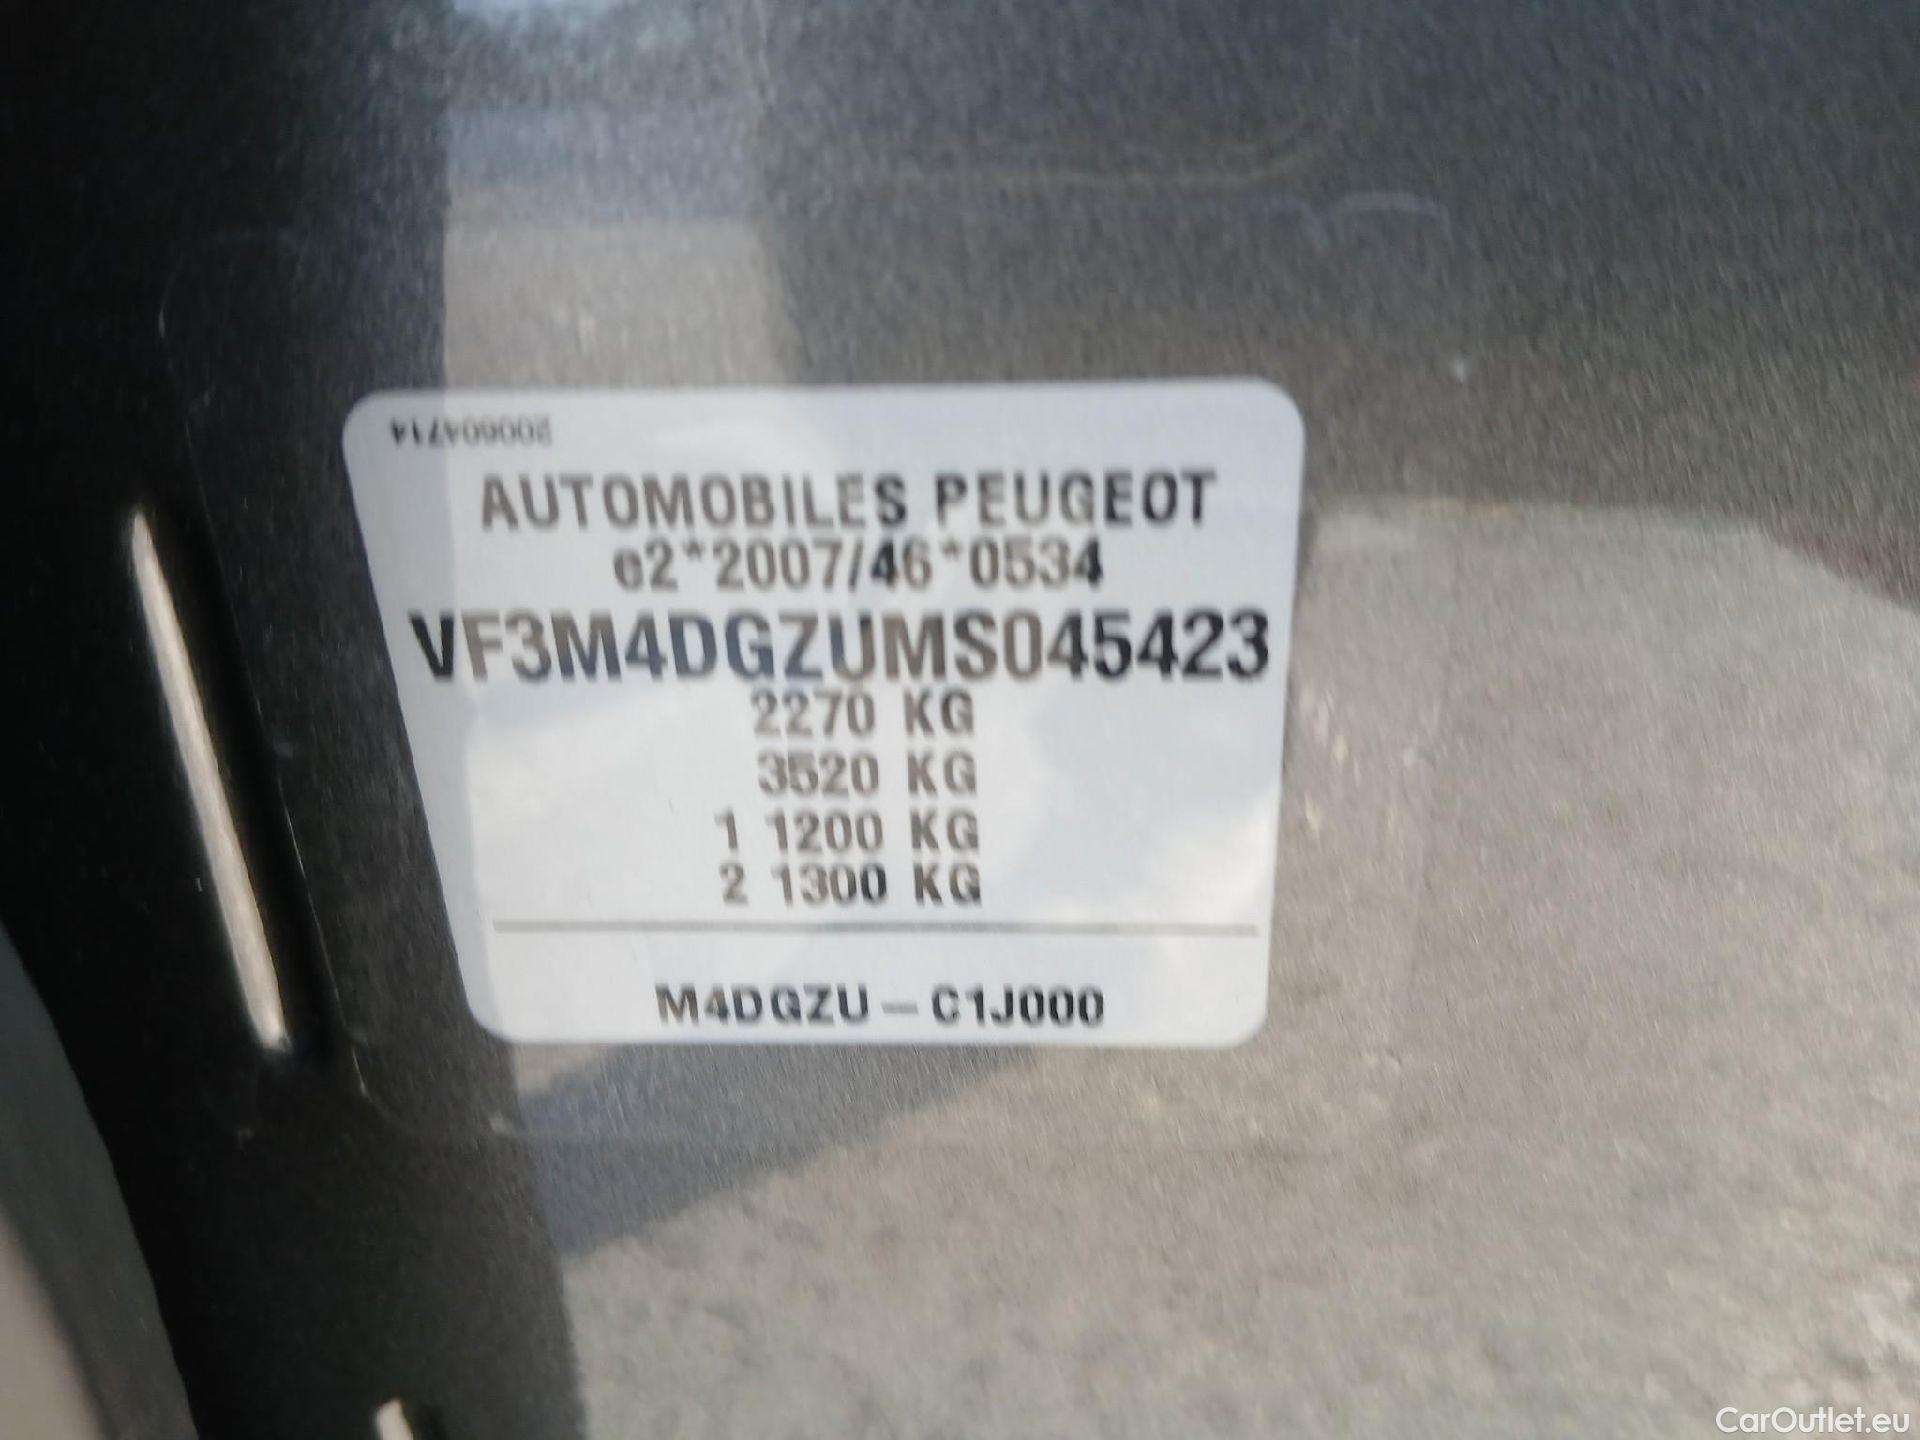 200604714
AUTOMOBILES PEUGEOT
e2*2007/46*0534
VF3M4DGZUMS045423
2270 KG
3520 KG
1 1200 KG
2 1300 KG
M4DGZU – C1J000
CarOutlet.eu